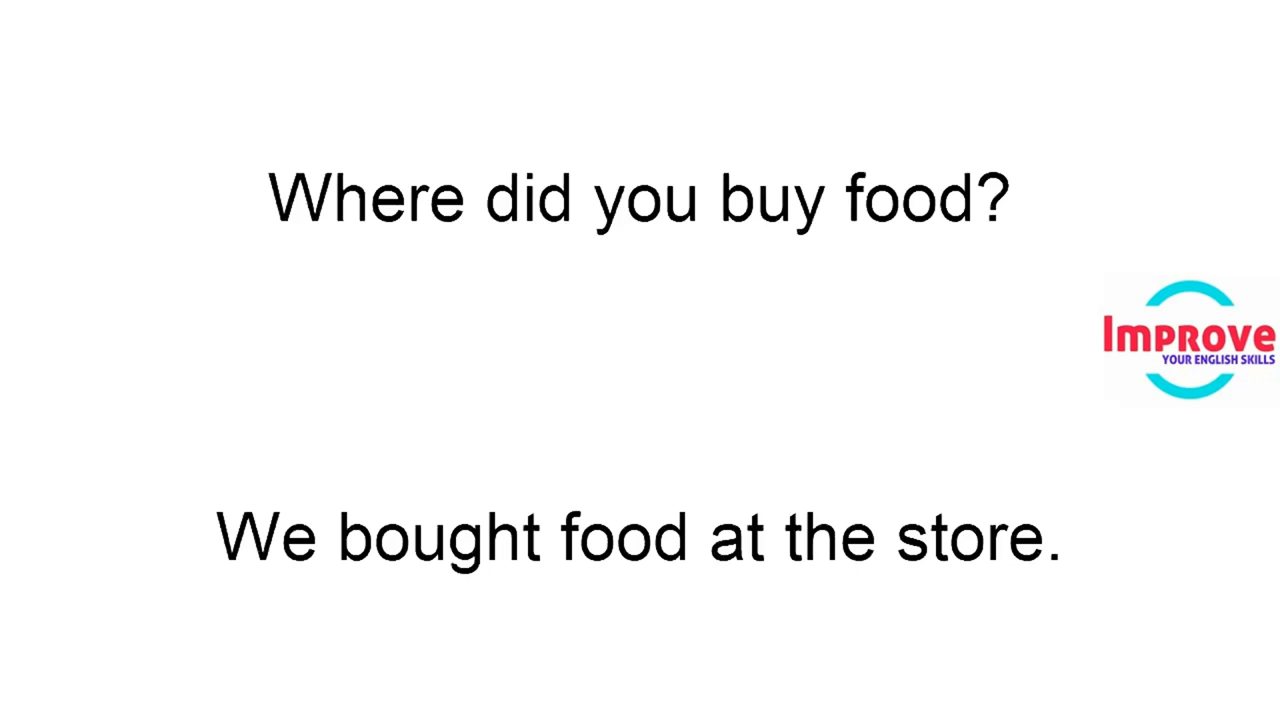 Where did you buy food?
Improve
YOUR ENGLISH SKILLS
We bought food at the store.